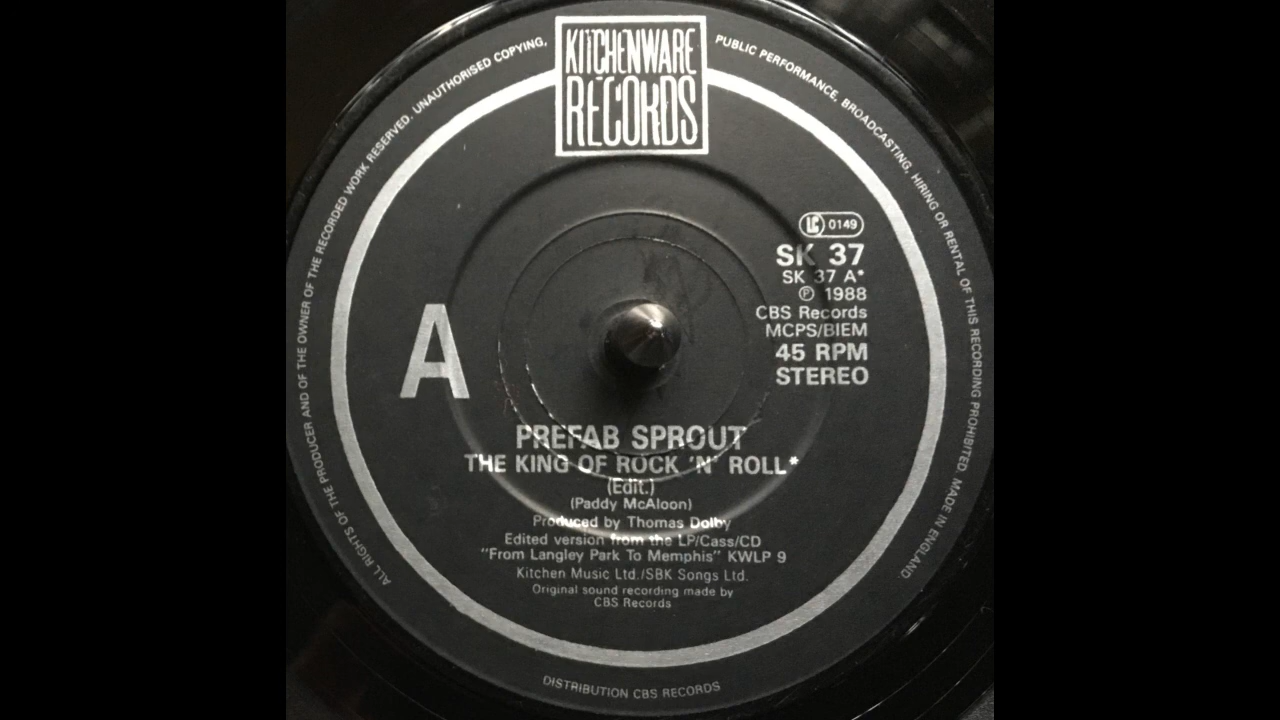 KITCHENWARE
RECORDS
ALL RIGHTS OF THE PRODUCER AND OF THE OWNER OF THE RECORDED WORK RESERVED. UNAUTHORISED COPYING, PUBLIC PERFORMANCE, BROADCASTING, HIRING OR RENTAL OF THIS RECORDING PROHIBITED. MADE IN ENGLAND.
LC 0149
SK 37
SK 37 A*
℗ 1988
CBS Records
MCPS/BIEM
45 RPM
STEREO
A
PREFAB SPROUT
THE KING OF ROCK 'N' ROLL*
(Edit.)
(Paddy McAloon)
Produced by Thomas Dolby
Edited version from the LP/Cass/CD
"From Langley Park To Memphis" KWLP 9
Kitchen Music Ltd./SBK Songs Ltd.
Original sound recording made by
CBS Records
DISTRIBUTION CBS RECORDS